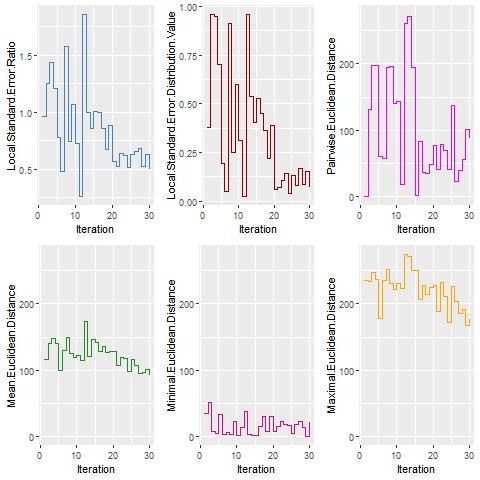 Local.Standard.Error.Ratio
1.5
1.0
0.5
0 10 20 30
Iteration
Local.Standard.Error.Distribution.Value
1.00
0.75
0.50
0.25
0.00
0 10 20 30
Iteration
Pairwise.Euclidean.Distance
200
100
0
0 10 20 30
Iteration
Mean.Euclidean.Distance
200
100
0
0 10 20 30
Iteration
Minimal.Euclidean.Distance
200
100
0
0 10 20 30
Iteration
Maximal.Euclidean.Distance
200
100
0
0 10 20 30
Iteration